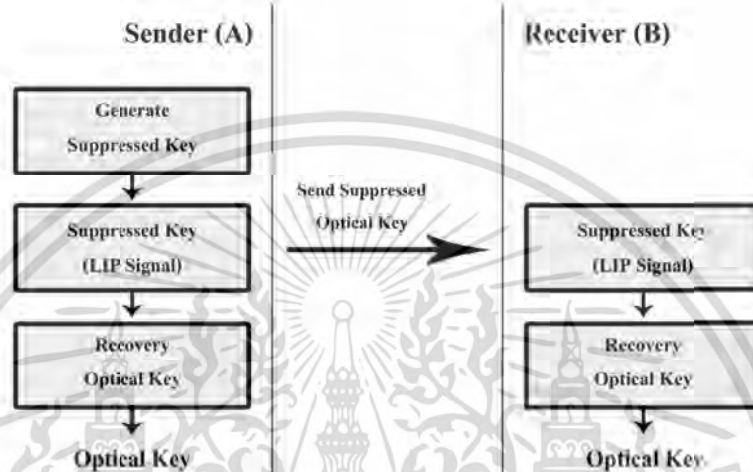 Sender (A)
Generate
Suppressed Key
Suppressed Key
(LIP Signal)
Recovery
Optical Key
Optical Key
Send Suppressed
Optical Key
Receiver (B)
Suppressed Key
(LIP Signal)
Recovery
Optical Key
Optical Key